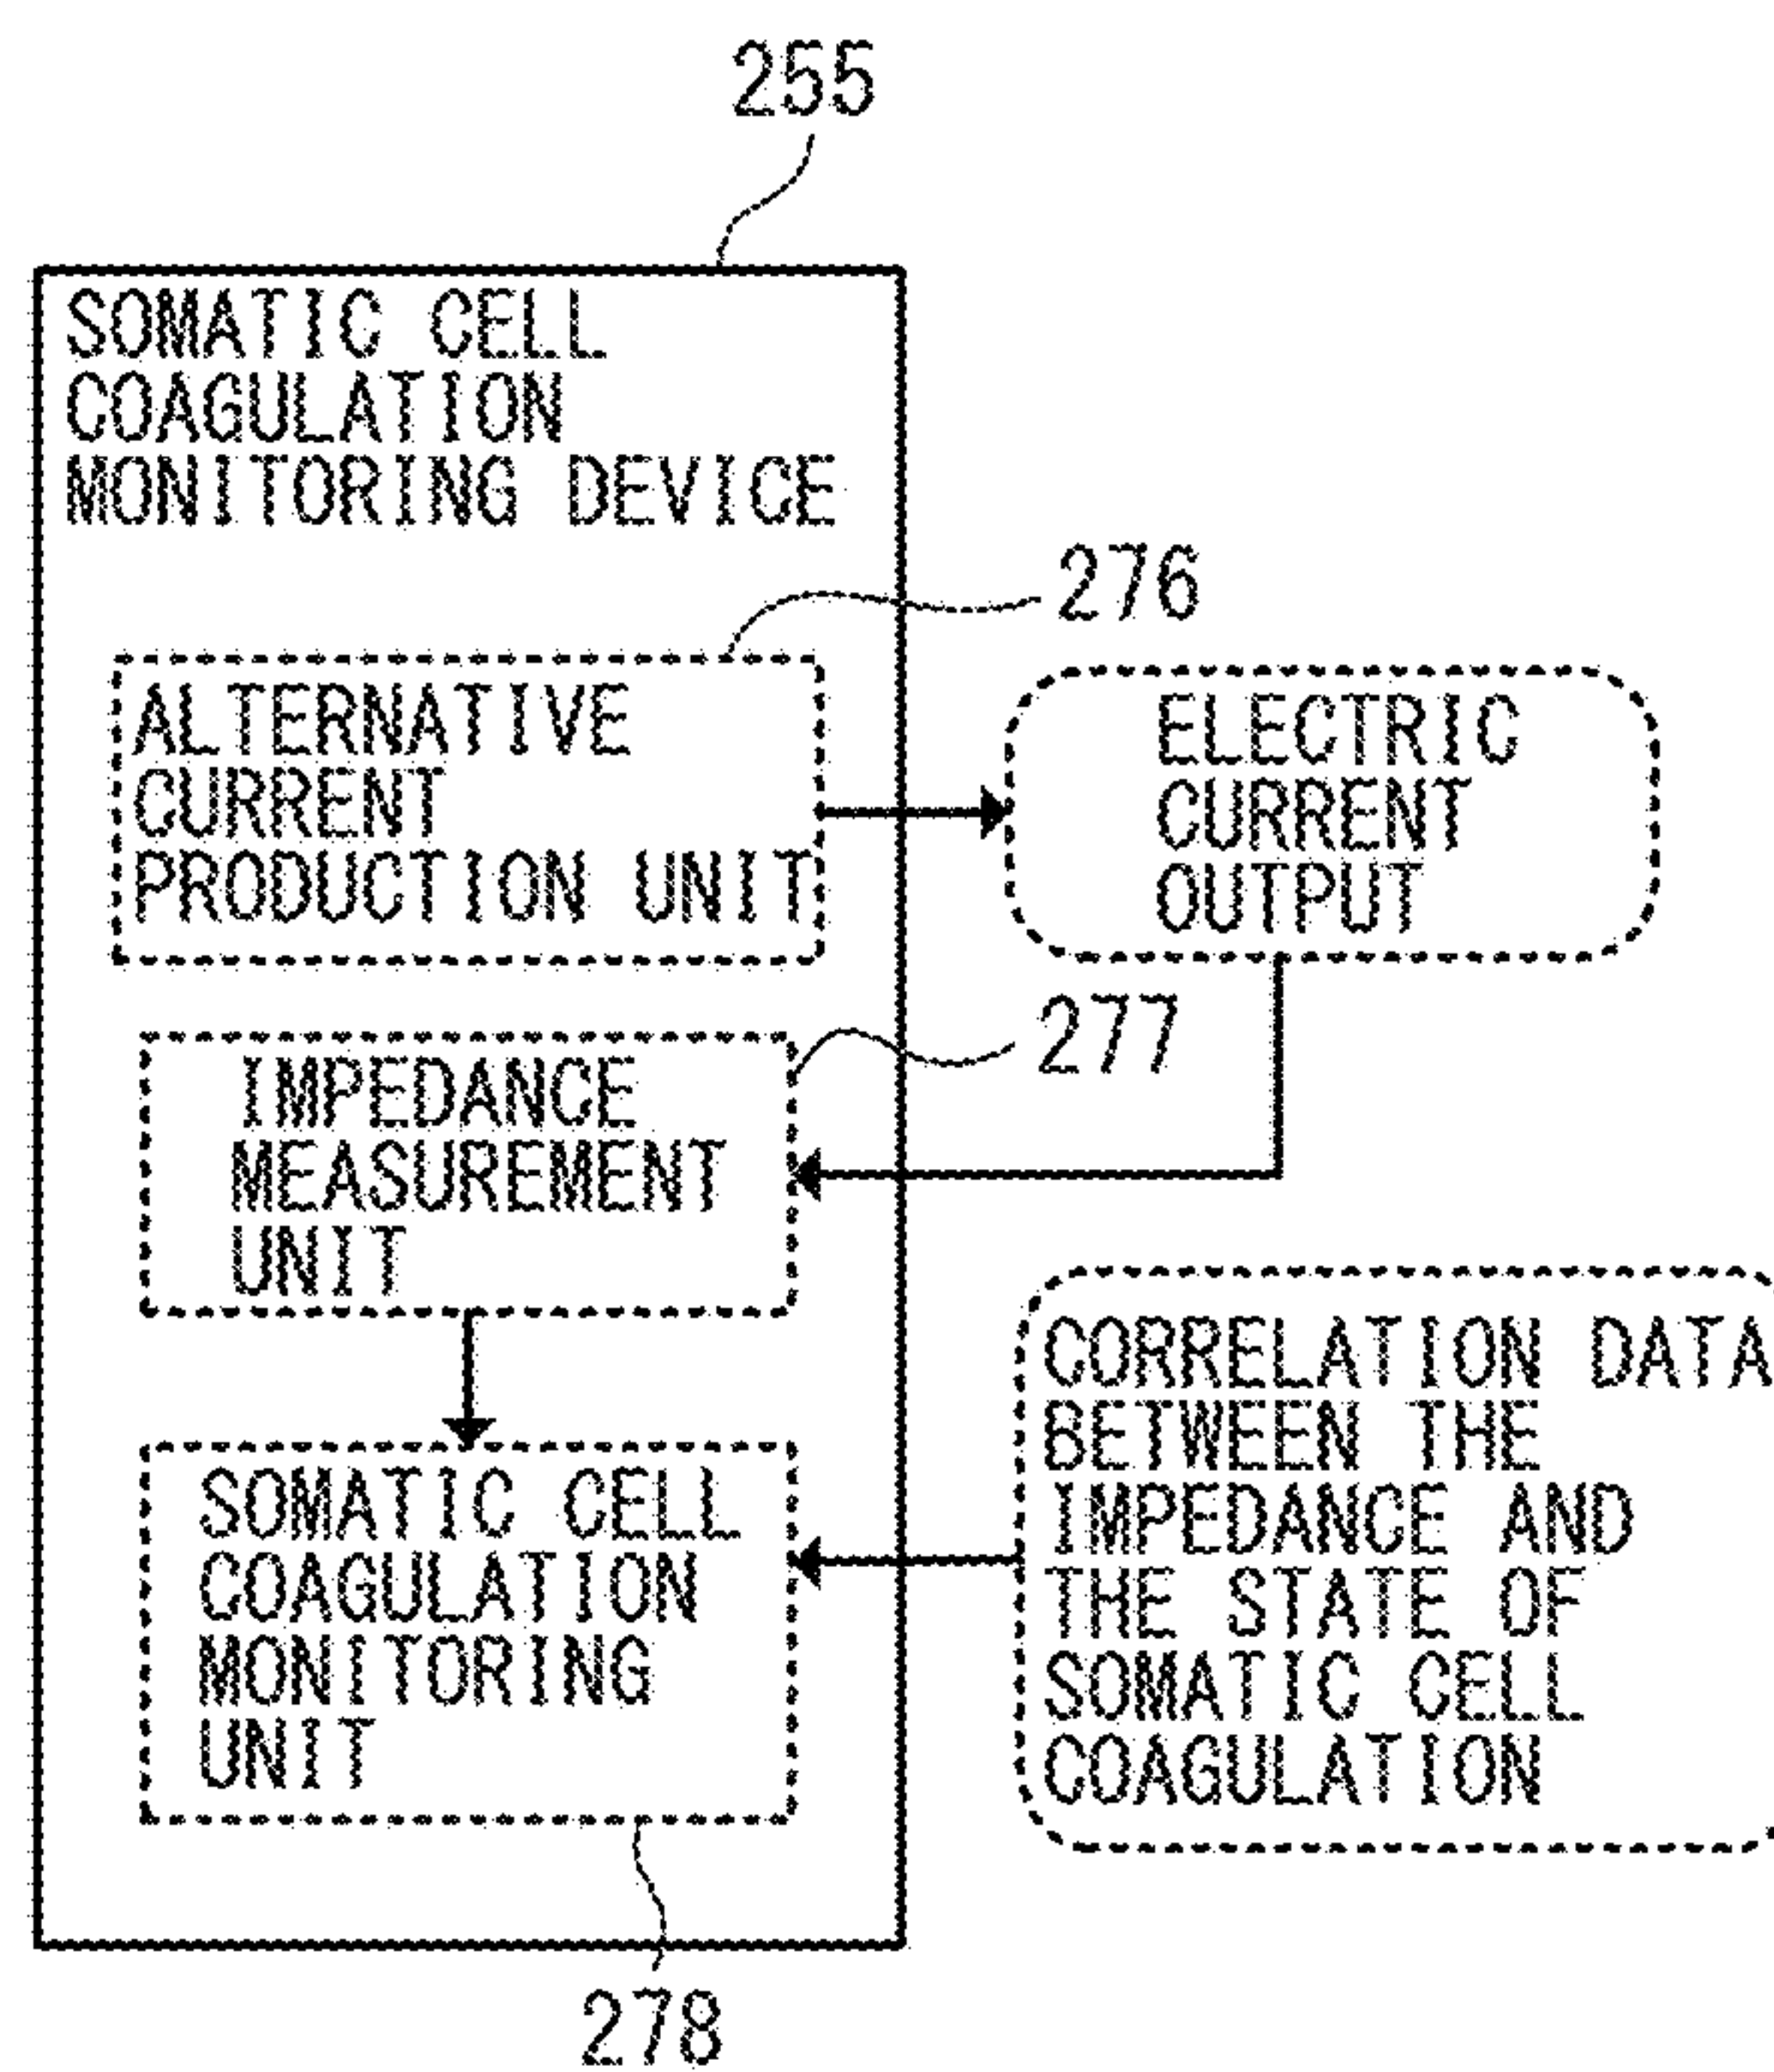 255
SOMATIC CELL
COAGULATION
MONITORING DEVICE
276
ALTERNATIVE
CURRENT
PRODUCTION UNIT
ELECTRIC
CURRENT
OUTPUT
277
IMPEDANCE
MEASUREMENT
UNIT
CORRELATION DATA
BETWEEN THE
IMPEDANCE AND
THE STATE OF
SOMATIC CELL
COAGULATION
SOMATIC CELL
COAGULATION
MONITORING
UNIT
278